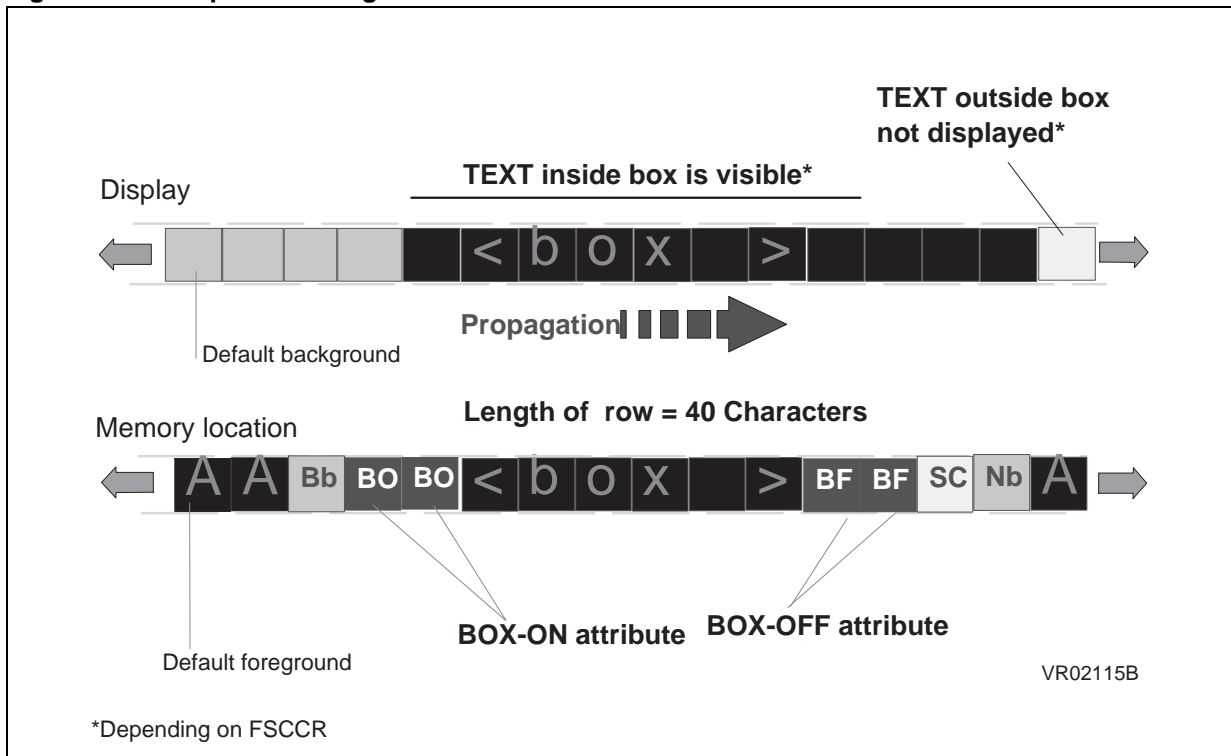 TEXT outside box
not displayed*
TEXT inside box is visible*
Display
< b o x >
Propagation
Default background
Length of row = 40 Characters
Memory location
A A Bb BO BO < b o x > BF BF SC Nb A
BOX-ON attribute BOX-OFF attribute
Default foreground
VR02115B
*Depending on FSCCR